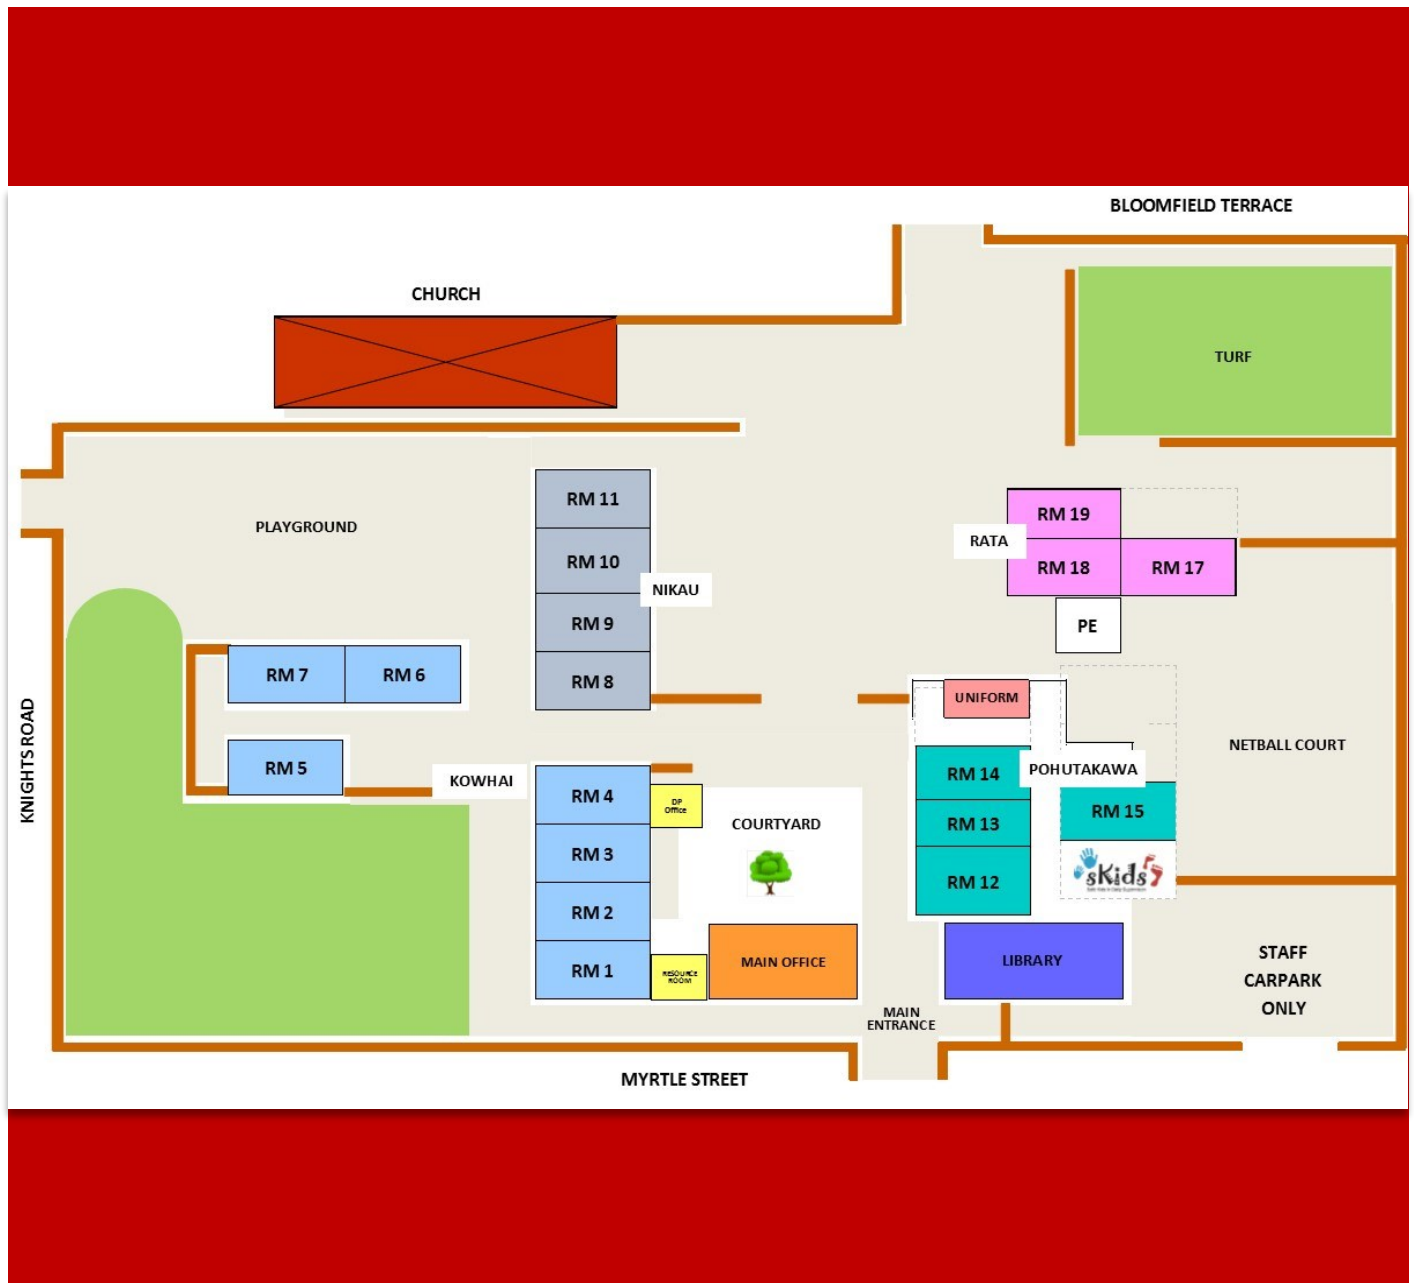 BLOOMFIELD TERRACE
CHURCH
TURF
RM 11
RM 19
PLAYGROUND
RATA
RM 10
RM 18
RM 17
NIKAU
RM 9
PE
RM 7
RM 6
RM 8
UNIFORM
KNIGHTS ROAD
NETBALL COURT
RM 5
RM 14
POHUTAKAWA
KOWHAI
RM 4
DP
Office
COURTYARD
RM 13
RM 15
RM 3
sKids
RM 12
RM 2
RM 1
RESOURCE
ROOM
MAIN OFFICE
LIBRARY
STAFF
CARPARK
ONLY
MAIN
ENTRANCE
MYRTLE STREET